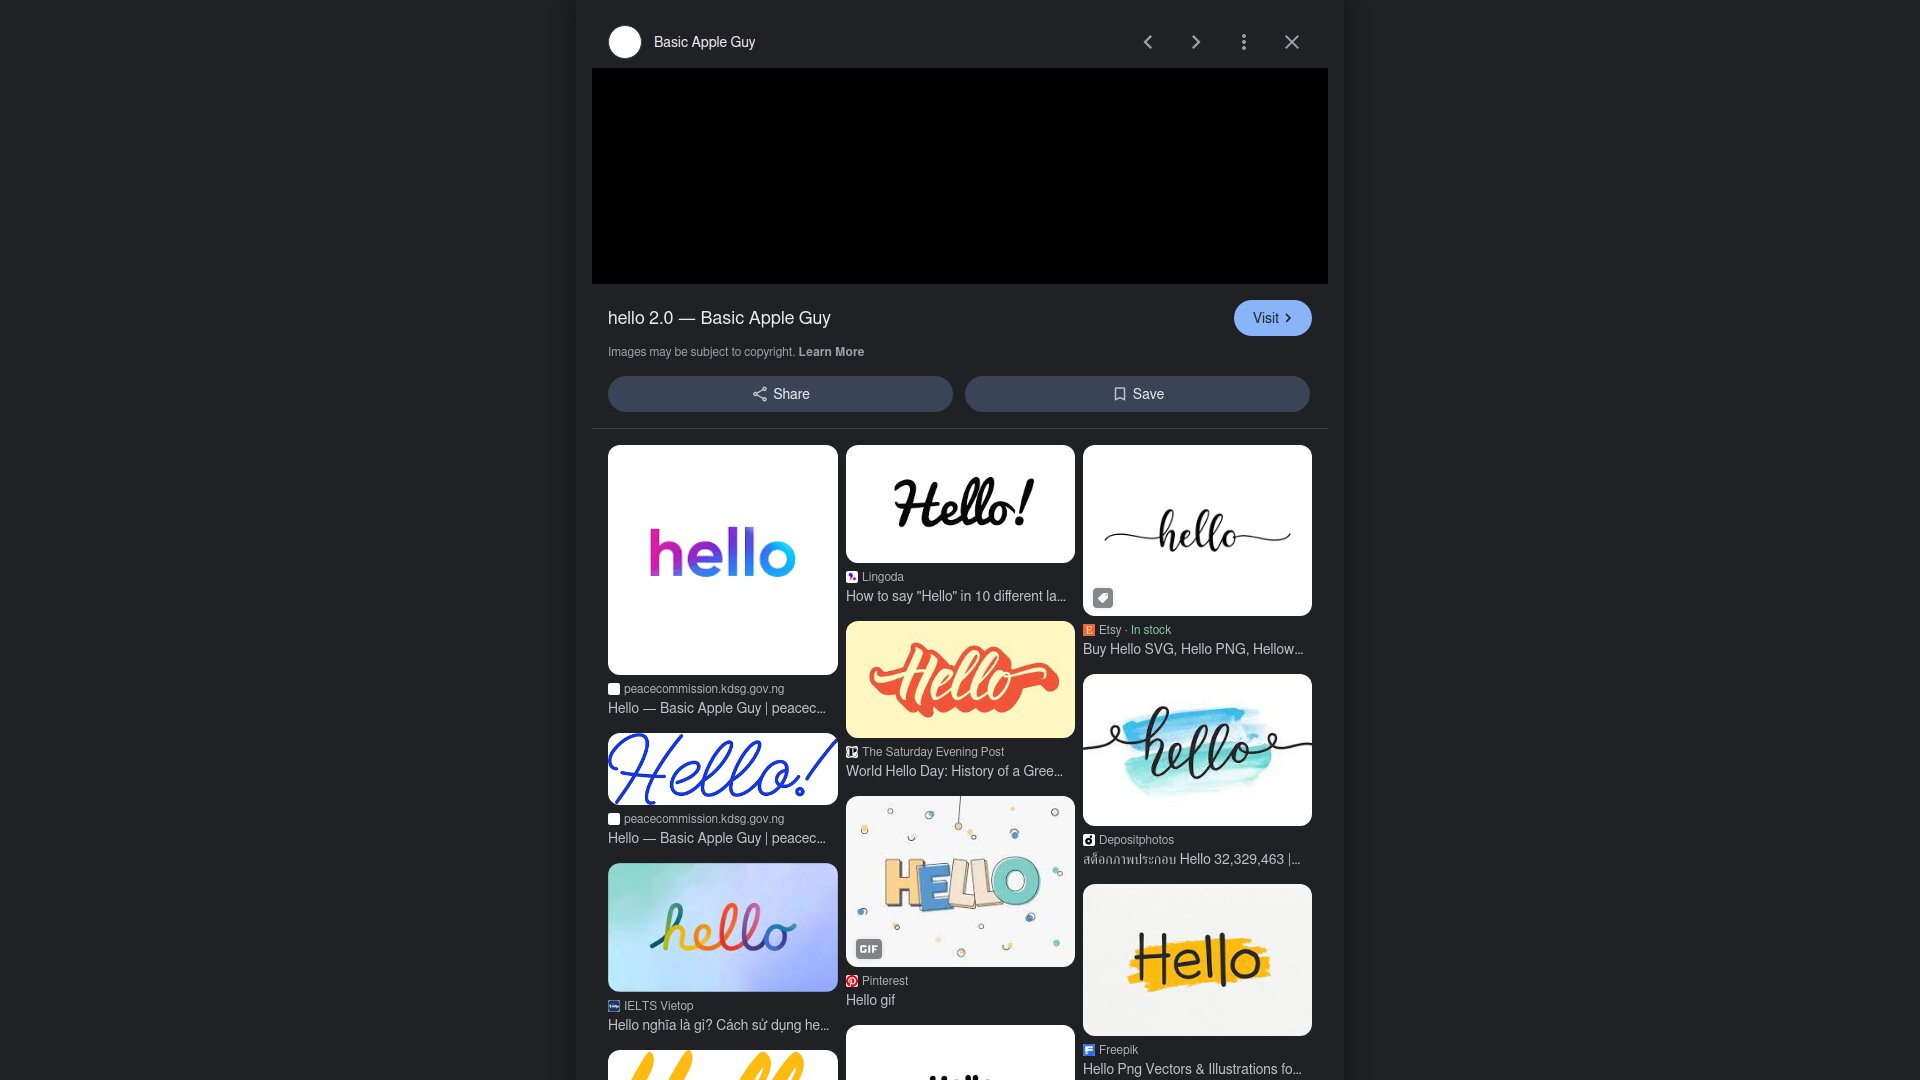 Basic Apple Guy
hello 2.0 — Basic Apple Guy
Visit
Images may be subject to copyright. Learn More
Share
Save
hello
peacecommission.kdsg.gov.ng
Hello — Basic Apple Guy | peacec...
Hello!
peacecommission.kdsg.gov.ng
Hello — Basic Apple Guy | peacec...
hello
IELTS Vietop
Hello nghĩa là gì? Cách sử dụng he...
Hello!
Lingoda
How to say "Hello" in 10 different la...
Hello
The Saturday Evening Post
World Hello Day: History of a Gree...
HELLO
GIF
Pinterest
Hello gif
hello
Etsy · In stock
Buy Hello SVG, Hello PNG, Hellow...
hello
Depositphotos
สต็อกภาพประกอบ Hello 32,329,463 |...
Hello
Freepik
Hello Png Vectors & Illustrations fo...